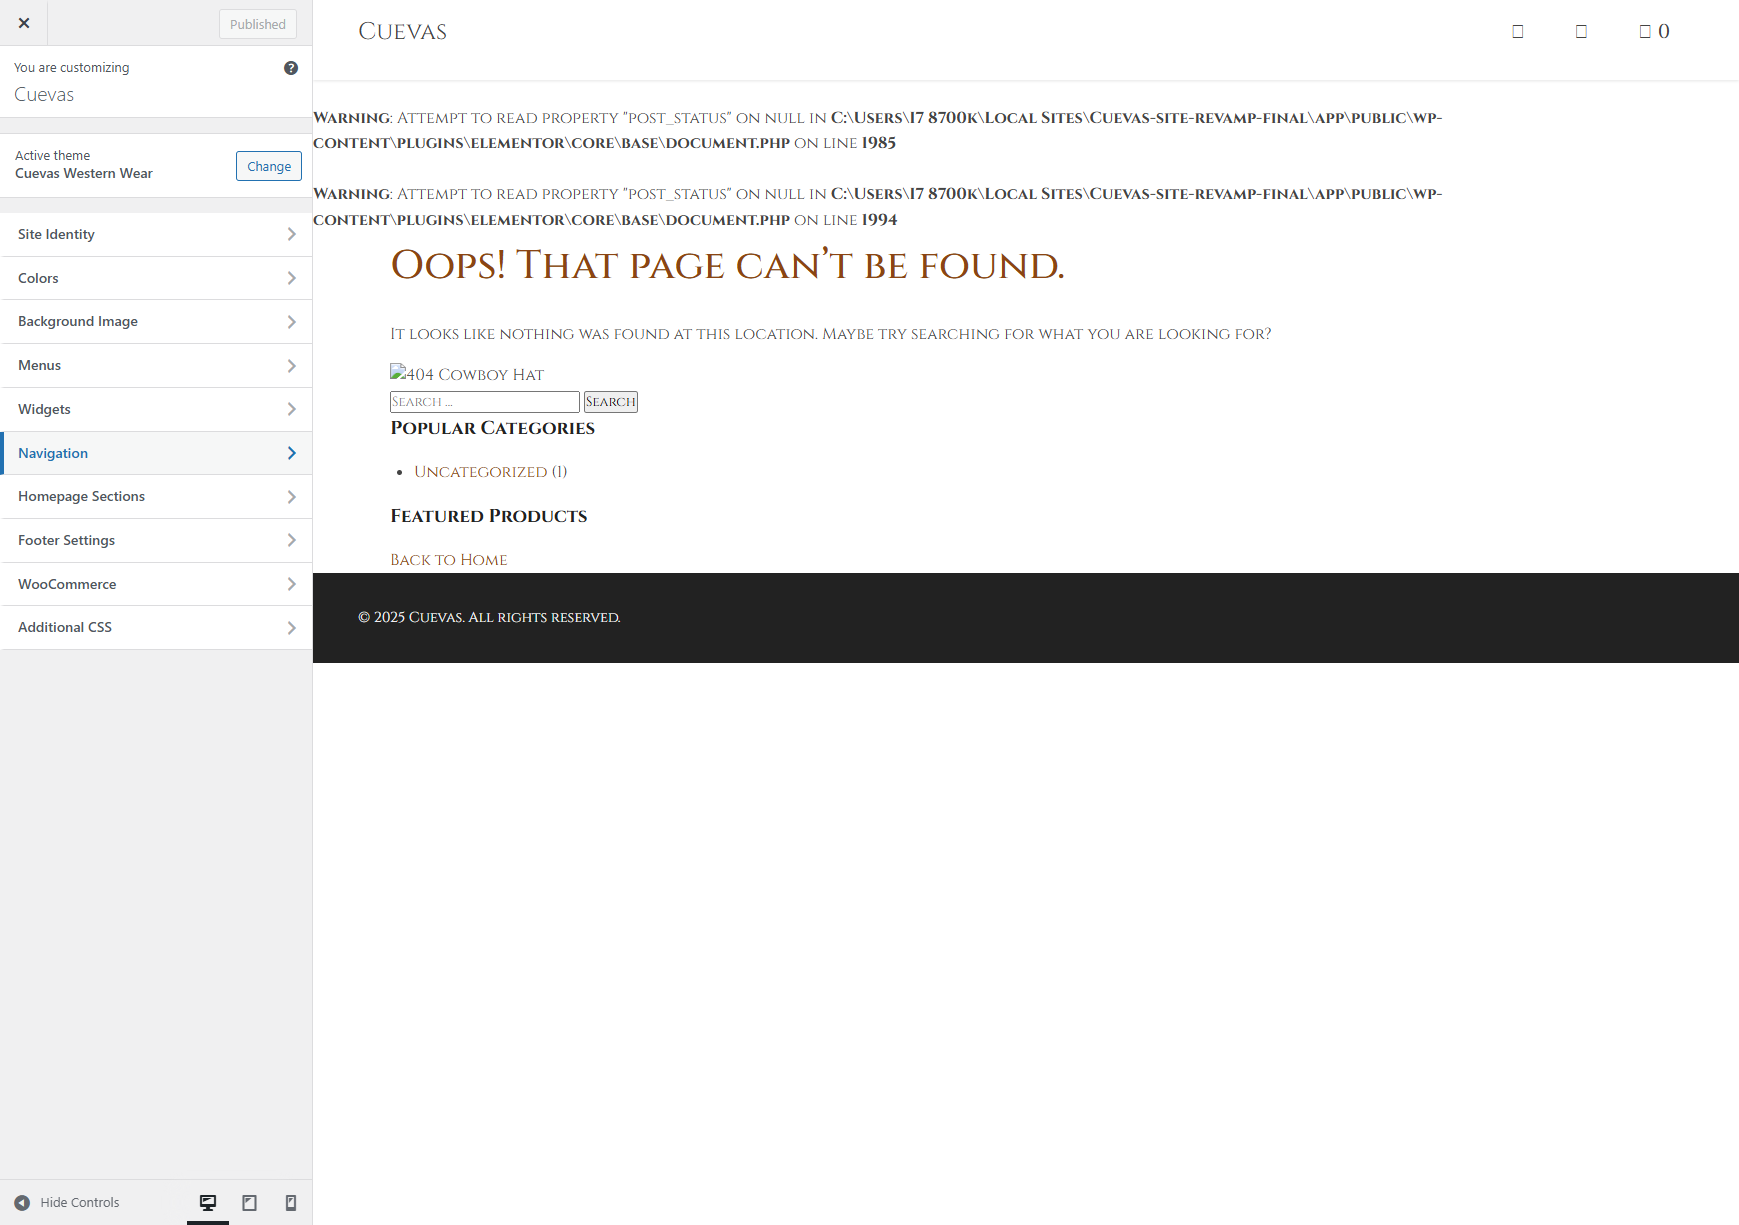 Published
You are customizing
Cuevas
Active theme
Cuevas Western Wear
Change
Site Identity
Colors
Background Image
Menus
Widgets
Navigation
Homepage Sections
Footer Settings
WooCommerce
Additional CSS
Hide Controls
Cuevas
0
Warning: Attempt to read property "post_status" on null in C:\Users\i7 8700k\Local Sites\Cuevas-site-revamp-final\app\public\wp-
content\plugins\elementor\core\base\document.php on line 1985
Warning: Attempt to read property "post_status" on null in C:\Users\i7 8700k\Local Sites\Cuevas-site-revamp-final\app\public\wp-
content\plugins\elementor\core\base\document.php on line 1994
Oops! That page can’t be found.
It looks like nothing was found at this location. Maybe try searching for what you are looking for?
404 Cowboy Hat
Search …
Search
Popular Categories
• Uncategorized (1)
Featured Products
Back to Home
© 2025 Cuevas. All rights reserved.